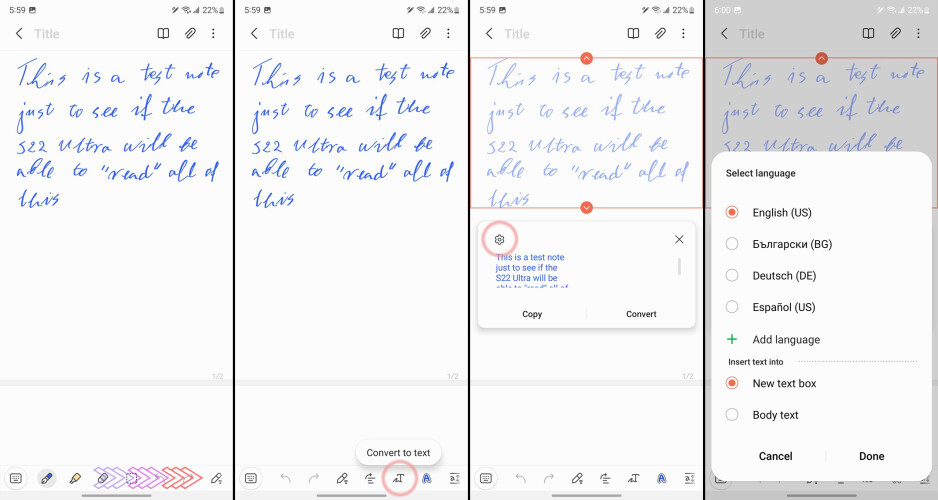 5:59 22%
Title
This is a test note
just to see if the
S22 Ultra will be
able to "read" all of
this
1/2
5:59 22%
Title
This is a test note
just to see if the
S22 Ultra will be
able to "read" all of
this
1/2
Convert to text
5:59 22%
Title
This is a test note
just to see if the
S22 Ultra will be
able to "read" all of
this
This is a test note
just to see if the
S22 Ultra will be
able to "read" all of
Copy Convert
1/2
6:00 22%
Title
This is a test note
just to see if the
Select language
English (US)
Български (BG)
Deutsch (DE)
Español (US)
Add language
Insert text into
New text box
Body text
Cancel Done